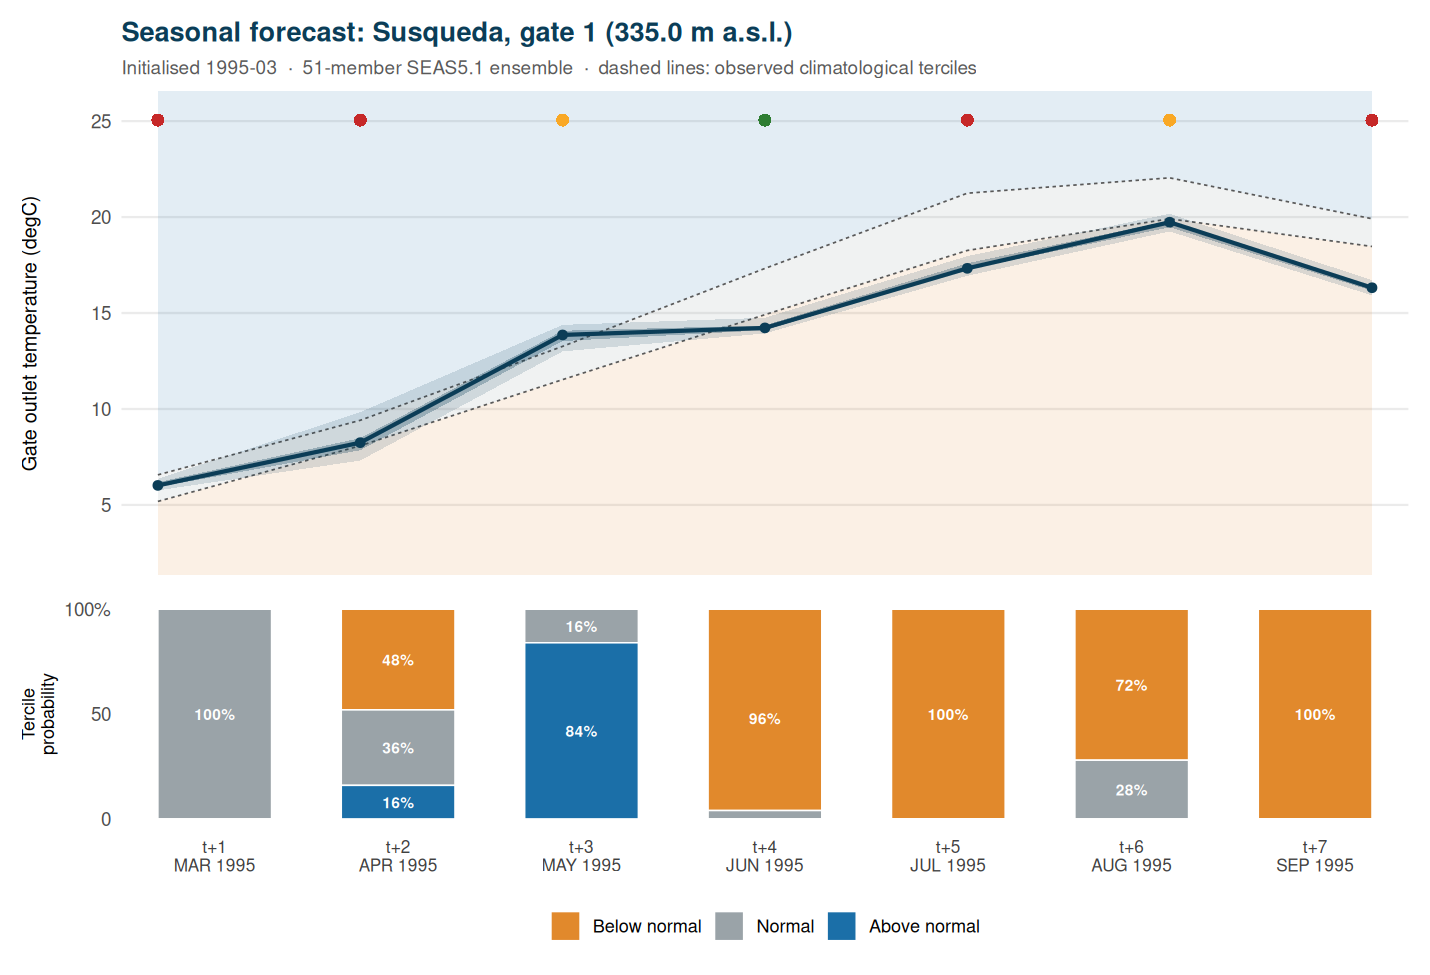 Seasonal forecast: Susqueda, gate 1 (335.0 m a.s.l.)
Initialised 1995-03 · 51-member SEAS5.1 ensemble · dashed lines: observed climatological terciles
Gate outlet temperature (degC)
25
20
15
10
5
Tercile
probability
100%
50
0
100%
48%
36%
16%
16%
84%
96%
100%
72%
28%
100%
t+1
MAR 1995
t+2
APR 1995
t+3
MAY 1995
t+4
JUN 1995
t+5
JUL 1995
t+6
AUG 1995
t+7
SEP 1995
Below normal
Normal
Above normal